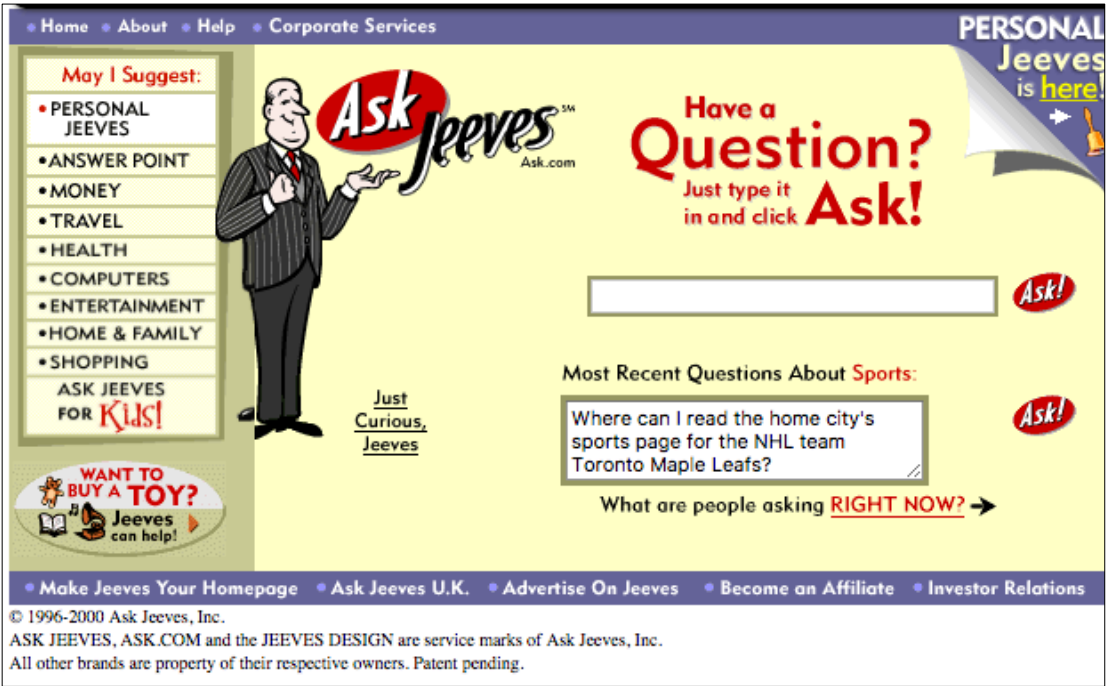 Home About Help Corporate Services
PERSONAL
Jeeves
is here!
May I Suggest:
• PERSONAL
JEEVES
• ANSWER POINT
• MONEY
• TRAVEL
• HEALTH
• COMPUTERS
• ENTERTAINMENT
• HOME & FAMILY
• SHOPPING
ASK JEEVES
FOR Kids!
WANT TO
BUY A TOY?
Jeeves
can help!
Ask
Jeeves℠
Ask.com
Just
Curious,
Jeeves
Have a
Question?
Just type it
in and click Ask!
Ask!
Most Recent Questions About Sports:
Where can I read the home city's
sports page for the NHL team
Toronto Maple Leafs?
Ask!
What are people asking RIGHT NOW?
Make Jeeves Your Homepage Ask Jeeves U.K. Advertise On Jeeves Become an Affiliate Investor Relations
© 1996-2000 Ask Jeeves, Inc.
ASK JEEVES, ASK.COM and the JEEVES DESIGN are service marks of Ask Jeeves, Inc.
All other brands are property of their respective owners. Patent pending.